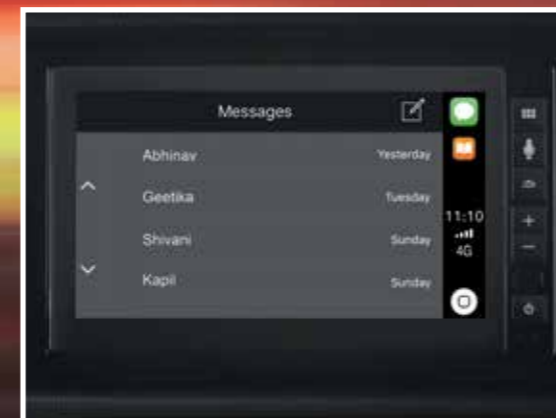 Messages
Abhinav Yesterday
Geetika Tuesday
Shivani Sunday
Kapil Sunday
11:10
4G